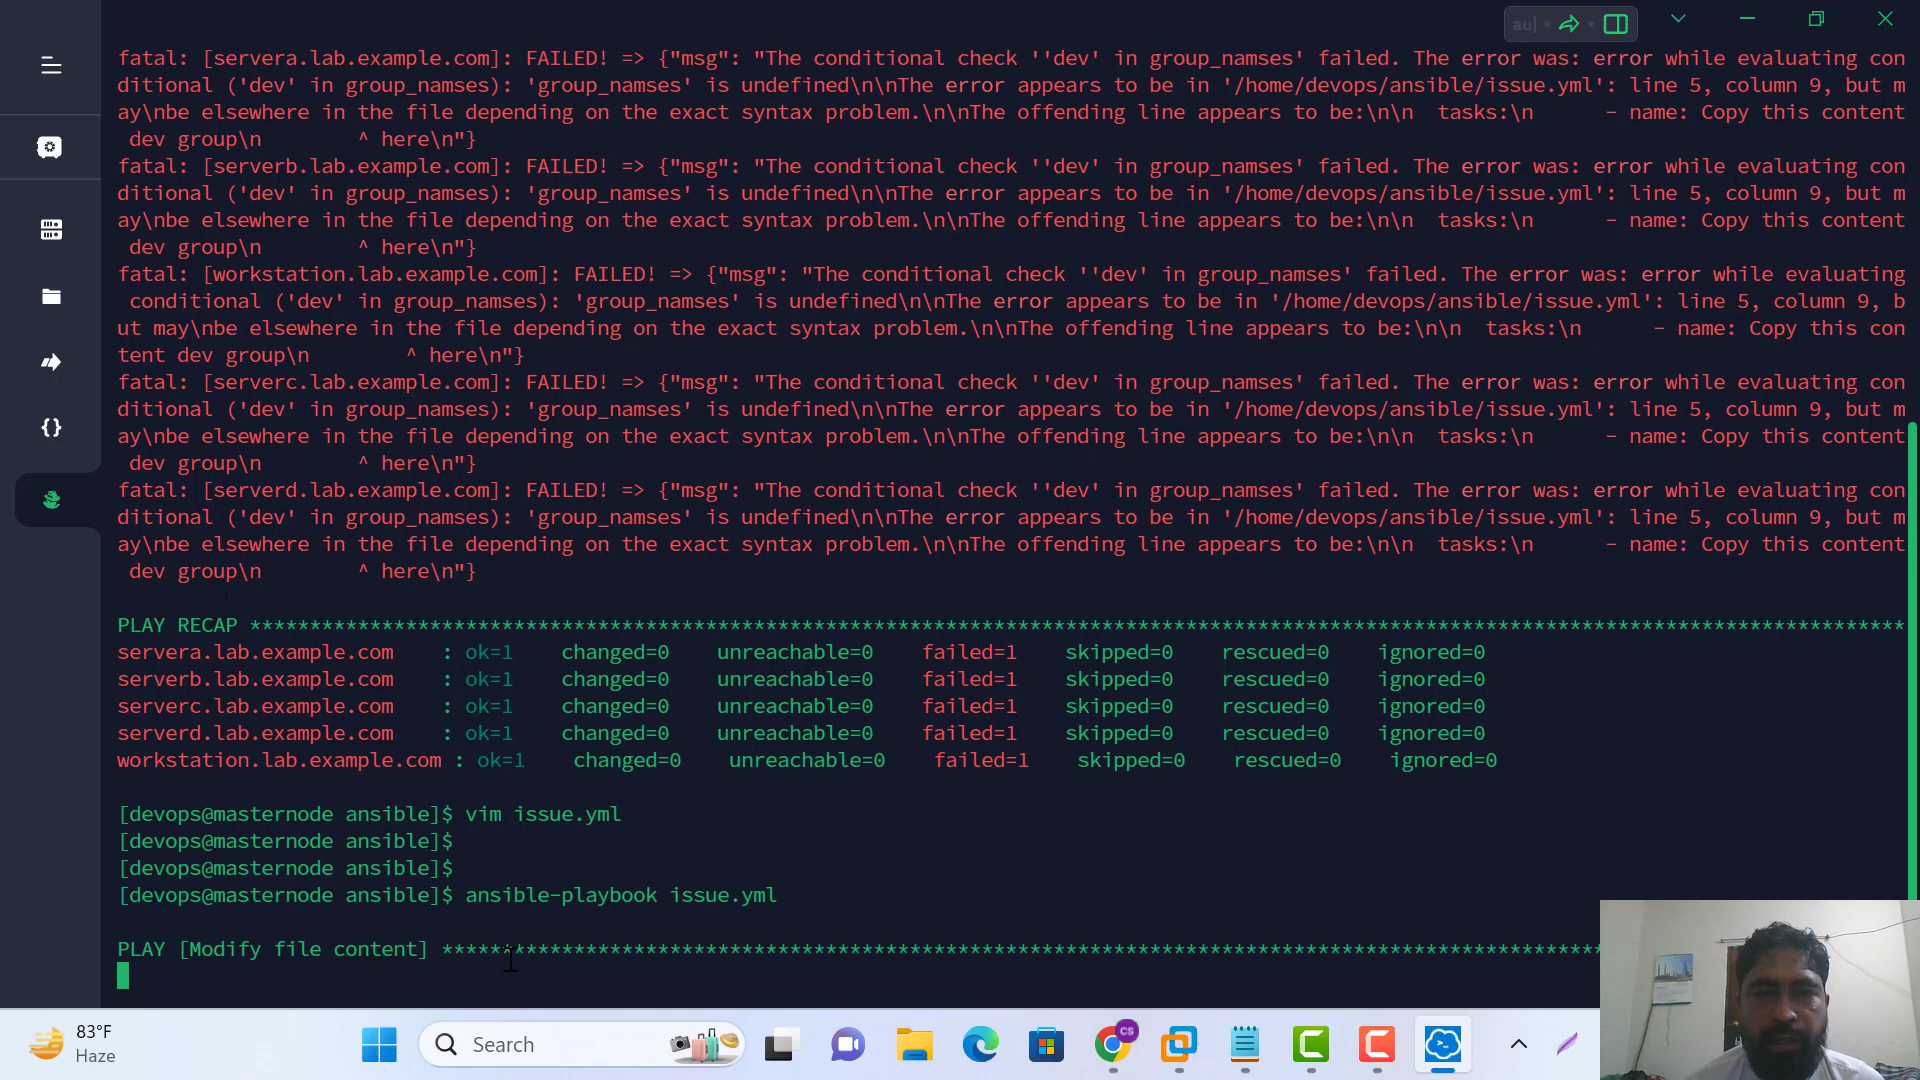 au|
fatal: [servera.lab.example.com]: FAILED! => {"msg": "The conditional check ''dev' in group_namses' failed. The error was: error while evaluating con
ditional ('dev' in group_namses): 'group_namses' is undefined\n\nThe error appears to be in '/home/devops/ansible/issue.yml': line 5, column 9, but m
ay\nbe elsewhere in the file depending on the exact syntax problem.\n\nThe offending line appears to be:\n\n  tasks:\n      - name: Copy this content
 dev group\n        ^ here\n"}
fatal: [serverb.lab.example.com]: FAILED! => {"msg": "The conditional check ''dev' in group_namses' failed. The error was: error while evaluating con
ditional ('dev' in group_namses): 'group_namses' is undefined\n\nThe error appears to be in '/home/devops/ansible/issue.yml': line 5, column 9, but m
ay\nbe elsewhere in the file depending on the exact syntax problem.\n\nThe offending line appears to be:\n\n  tasks:\n      - name: Copy this content
 dev group\n        ^ here\n"}
fatal: [workstation.lab.example.com]: FAILED! => {"msg": "The conditional check ''dev' in group_namses' failed. The error was: error while evaluating
 conditional ('dev' in group_namses): 'group_namses' is undefined\n\nThe error appears to be in '/home/devops/ansible/issue.yml': line 5, column 9, b
ut may\nbe elsewhere in the file depending on the exact syntax problem.\n\nThe offending line appears to be:\n\n  tasks:\n      - name: Copy this con
tent dev group\n        ^ here\n"}
fatal: [serverc.lab.example.com]: FAILED! => {"msg": "The conditional check ''dev' in group_namses' failed. The error was: error while evaluating con
ditional ('dev' in group_namses): 'group_namses' is undefined\n\nThe error appears to be in '/home/devops/ansible/issue.yml': line 5, column 9, but m
ay\nbe elsewhere in the file depending on the exact syntax problem.\n\nThe offending line appears to be:\n\n  tasks:\n      - name: Copy this content
 dev group\n        ^ here\n"}
fatal: [serverd.lab.example.com]: FAILED! => {"msg": "The conditional check ''dev' in group_namses' failed. The error was: error while evaluating con
ditional ('dev' in group_namses): 'group_namses' is undefined\n\nThe error appears to be in '/home/devops/ansible/issue.yml': line 5, column 9, but m
ay\nbe elsewhere in the file depending on the exact syntax problem.\n\nThe offending line appears to be:\n\n  tasks:\n      - name: Copy this content
 dev group\n        ^ here\n"}
PLAY RECAP ******************************************************************************************************************************************
servera.lab.example.com    : ok=1    changed=0    unreachable=0    failed=1    skipped=0    rescued=0    ignored=0
serverb.lab.example.com    : ok=1    changed=0    unreachable=0    failed=1    skipped=0    rescued=0    ignored=0
serverc.lab.example.com    : ok=1    changed=0    unreachable=0    failed=1    skipped=0    rescued=0    ignored=0
serverd.lab.example.com    : ok=1    changed=0    unreachable=0    failed=1    skipped=0    rescued=0    ignored=0
workstation.lab.example.com : ok=1    changed=0    unreachable=0    failed=1    skipped=0    rescued=0    ignored=0
[devops@masternode ansible]$ vim issue.yml
[devops@masternode ansible]$
[devops@masternode ansible]$
[devops@masternode ansible]$ ansible-playbook issue.yml
PLAY [Modify file content] *************************************************************************************************
83°F
Haze
Search
CS